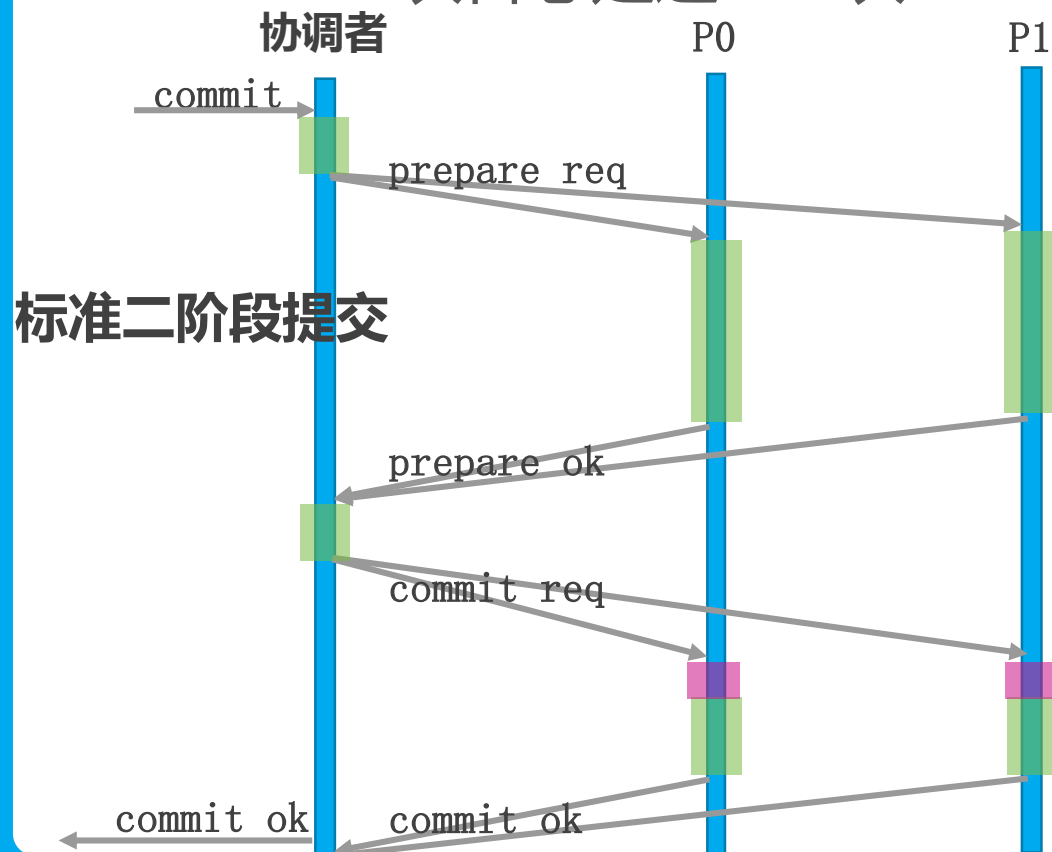 协调者
P0
P1
commit
prepare req
标准二阶段提交
prepare ok
commit req
commit ok
commit ok